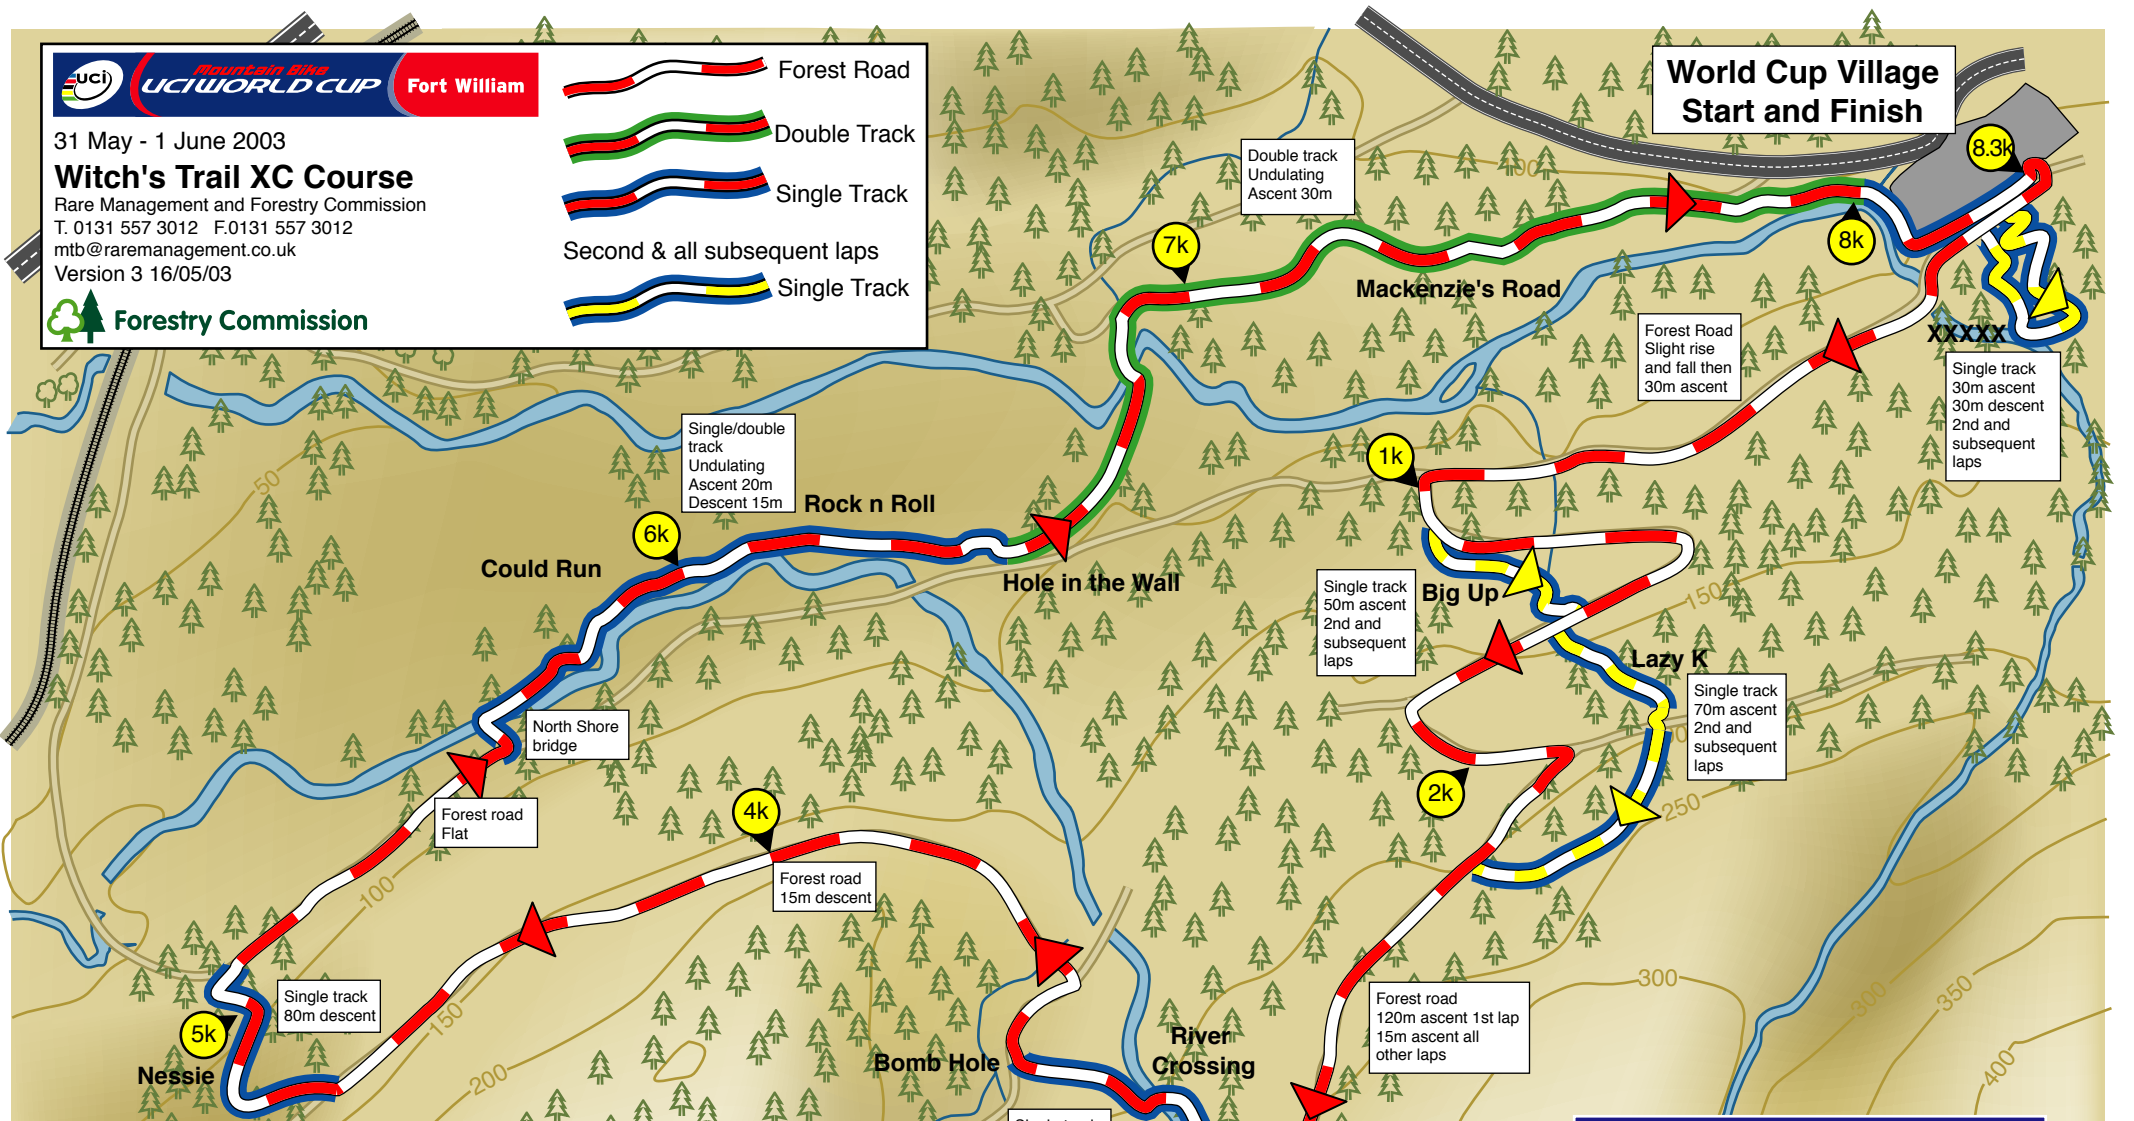 uci
Mountain Bike
UCI WORLD CUP
Fort William
31 May - 1 June 2003
Witch's Trail XC Course
Rare Management and Forestry Commission
T. 0131 557 3012 F.0131 557 3012
mtb@raremanagement.co.uk
Version 3 16/05/03
Forestry Commission
Forest Road
Double Track
Single Track
Second & all subsequent laps
Single Track
World Cup Village
Start and Finish
8.3k
Double track
Undulating
Ascent 30m
100
7k
8k
Mackenzie's Road
Forest Road
Slight rise
and fall then
30m ascent
XXXXX
Single track
30m ascent
30m descent
2nd and
subsequent
laps
Single/double
track
Undulating
Ascent 20m
Descent 15m
Rock n Roll
1k
50
6k
Could Run
Hole in the Wall
Single track
50m ascent
2nd and
subsequent
laps
Big Up
150
Lazy K
Single track
70m ascent
2nd and
subsequent
laps
North Shore
bridge
2k
250
Forest road
Flat
4k
Forest road
15m descent
100
300
300
350
400
Single track
80m descent
5k
Nessie
150
200
Bomb Hole
River
Crossing
Forest road
120m ascent 1st lap
15m ascent all
other laps